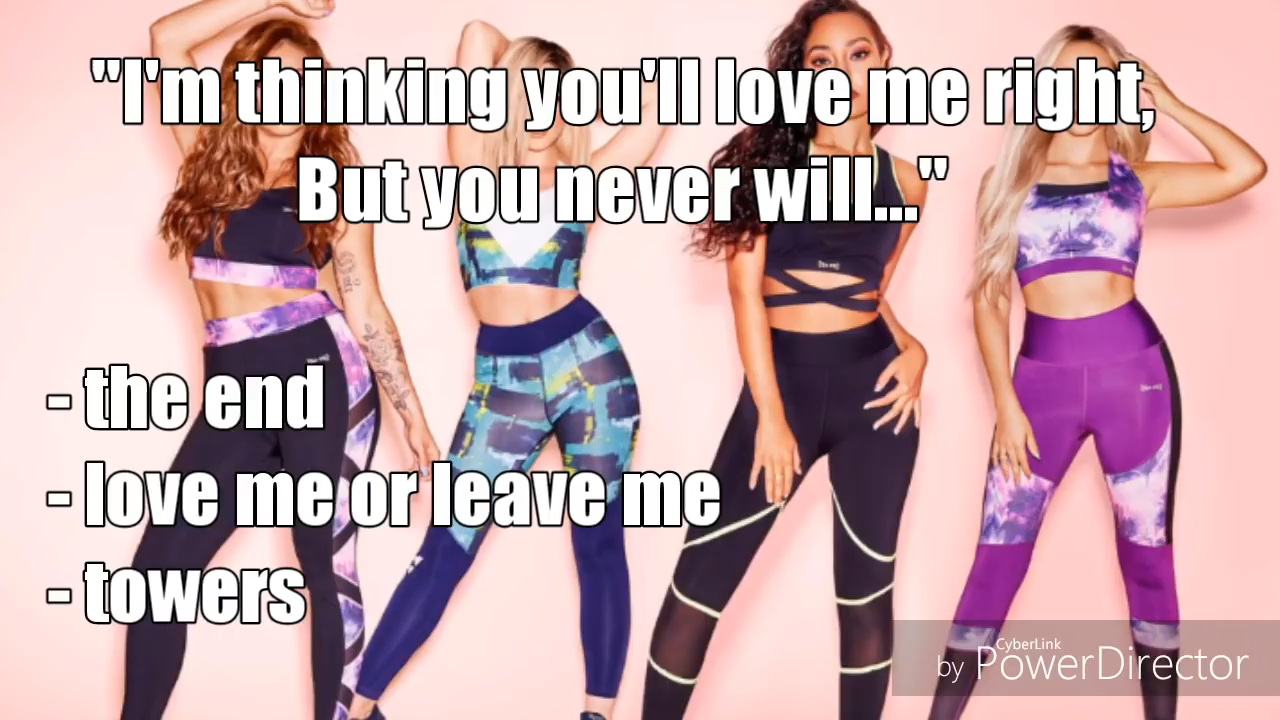 "I'm thinking you'll love me right,
But you never will..."
- the end
- love me or leave me
- towers
CyberLink
by PowerDirector